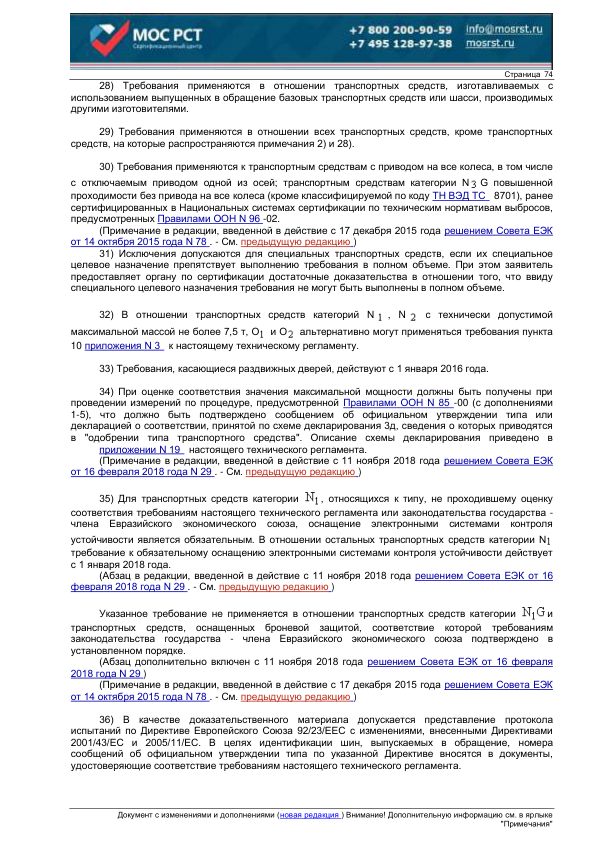 МОС РСТ
Сертификационный центр
+7 800 200-90-59 info@mosrst.ru
+7 495 128-97-38 mosrst.ru
Страница 74
28) Требования применяются в отношении транспортных средств, изготавливаемых с
использованием выпущенных в обращение базовых транспортных средств или шасси, производимых
другими изготовителями.
29) Требования применяются в отношении всех транспортных средств, кроме транспортных
средств, на которые распространяются примечания 2) и 28).
30) Требования применяются к транспортным средствам с приводом на все колеса, в том числе
с отключаемым приводом одной из осей; транспортным средствам категории N 3 G повышенной
проходимости без привода на все колеса (кроме классифицируемой по коду ТН ВЭД ТС 8701), ранее
сертифицированных в Национальных системах сертификации по техническим нормативам выбросов,
предусмотренных Правилами ООН N 96 -02.
(Примечание в редакции, введенной в действие с 17 декабря 2015 года решением Совета ЕЭК
от 14 октября 2015 года N 78 . - См. предыдущую редакцию )
31) Исключения допускаются для специальных транспортных средств, если их специальное
целевое назначение препятствует выполнению требования в полном объеме. При этом заявитель
предоставляет органу по сертификации достаточные доказательства в отношении того, что ввиду
специального целевого назначения требования не могут быть выполнены в полном объеме.
32) В отношении транспортных средств категорий N 1 , N 2 с технически допустимой
максимальной массой не более 7,5 т, O1 и O2 альтернативно могут применяться требования пункта
10 приложения N 3 к настоящему техническому регламенту.
33) Требования, касающиеся раздвижных дверей, действуют с 1 января 2016 года.
34) При оценке соответствия значения максимальной мощности должны быть получены при
проведении измерений по процедуре, предусмотренной Правилами ООН N 85 -00 (с дополнениями
1-5), что должно быть подтверждено сообщением об официальном утверждении типа или
декларацией о соответствии, принятой по схеме декларирования 3д, сведения о которых приводятся
в "одобрении типа транспортного средства". Описание схемы декларирования приведено в
приложении N 19 настоящего технического регламента.
(Примечание в редакции, введенной в действие с 11 ноября 2018 года решением Совета ЕЭК
от 16 февраля 2018 года N 29 . - См. предыдущую редакцию )
35) Для транспортных средств категории N1, относящихся к типу, не проходившему оценку
соответствия требованиям настоящего технического регламента или законодательства государства -
члена Евразийского экономического союза, оснащение электронными системами контроля
устойчивости является обязательным. В отношении остальных транспортных средств категории N1
требование к обязательному оснащению электронными системами контроля устойчивости действует
с 1 января 2018 года.
(Абзац в редакции, введенной в действие с 11 ноября 2018 года решением Совета ЕЭК от 16
февраля 2018 года N 29 . - См. предыдущую редакцию )
Указанное требование не применяется в отношении транспортных средств категории N1G и
транспортных средств, оснащенных броневой защитой, соответствие которой требованиям
законодательства государства - члена Евразийского экономического союза подтверждено в
установленном порядке.
(Абзац дополнительно включен с 11 ноября 2018 года решением Совета ЕЭК от 16 февраля
2018 года N 29 )
(Примечание в редакции, введенной в действие с 17 декабря 2015 года решением Совета ЕЭК
от 14 октября 2015 года N 78 . - См. предыдущую редакцию )
36) В качестве доказательственного материала допускается представление протокола
испытаний по Директиве Европейского Союза 92/23/ЕЕС с изменениями, внесенными Директивами
2001/43/ЕС и 2005/11/ЕС. В целях идентификации шин, выпускаемых в обращение, номера
сообщений об официальном утверждении типа по указанной Директиве вносятся в документы,
удостоверяющие соответствие требованиям настоящего технического регламента.
Документ с изменениями и дополнениями (новая редакция ) Внимание! Дополнительную информацию см. в ярлыке
"Примечания"